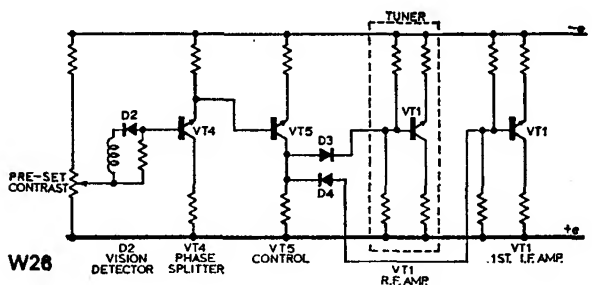 TUNER
−e
D2
VT4
VT5
D3
D4
VT1
VT1
PRE-SET
CONTRAST
+e
W26
D2
VISION
DETECTOR
VT4
PHASE
SPLITTER
VT5
CONTROL
VT1
R.F. AMP.
VT1
.1ST. I.F. AMP.